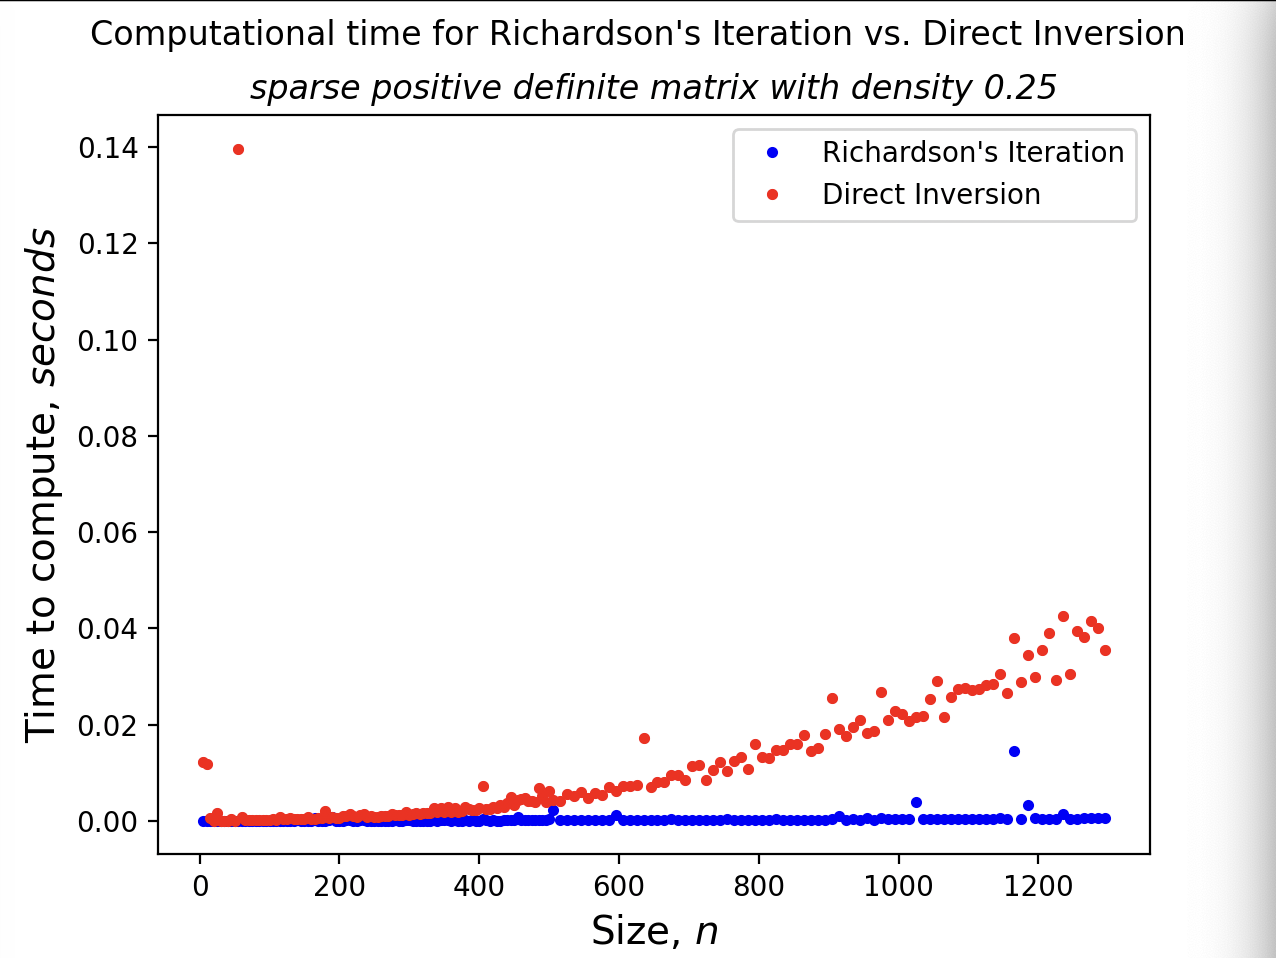 Computational time for Richardson's Iteration vs. Direct Inversion
sparse positive definite matrix with density 0.25
Richardson's Iteration
Direct Inversion
0.14
0.12
0.10
0.08
0.06
0.04
0.02
0.00
Time to compute, seconds
0 200 400 600 800 1000 1200
Size, n